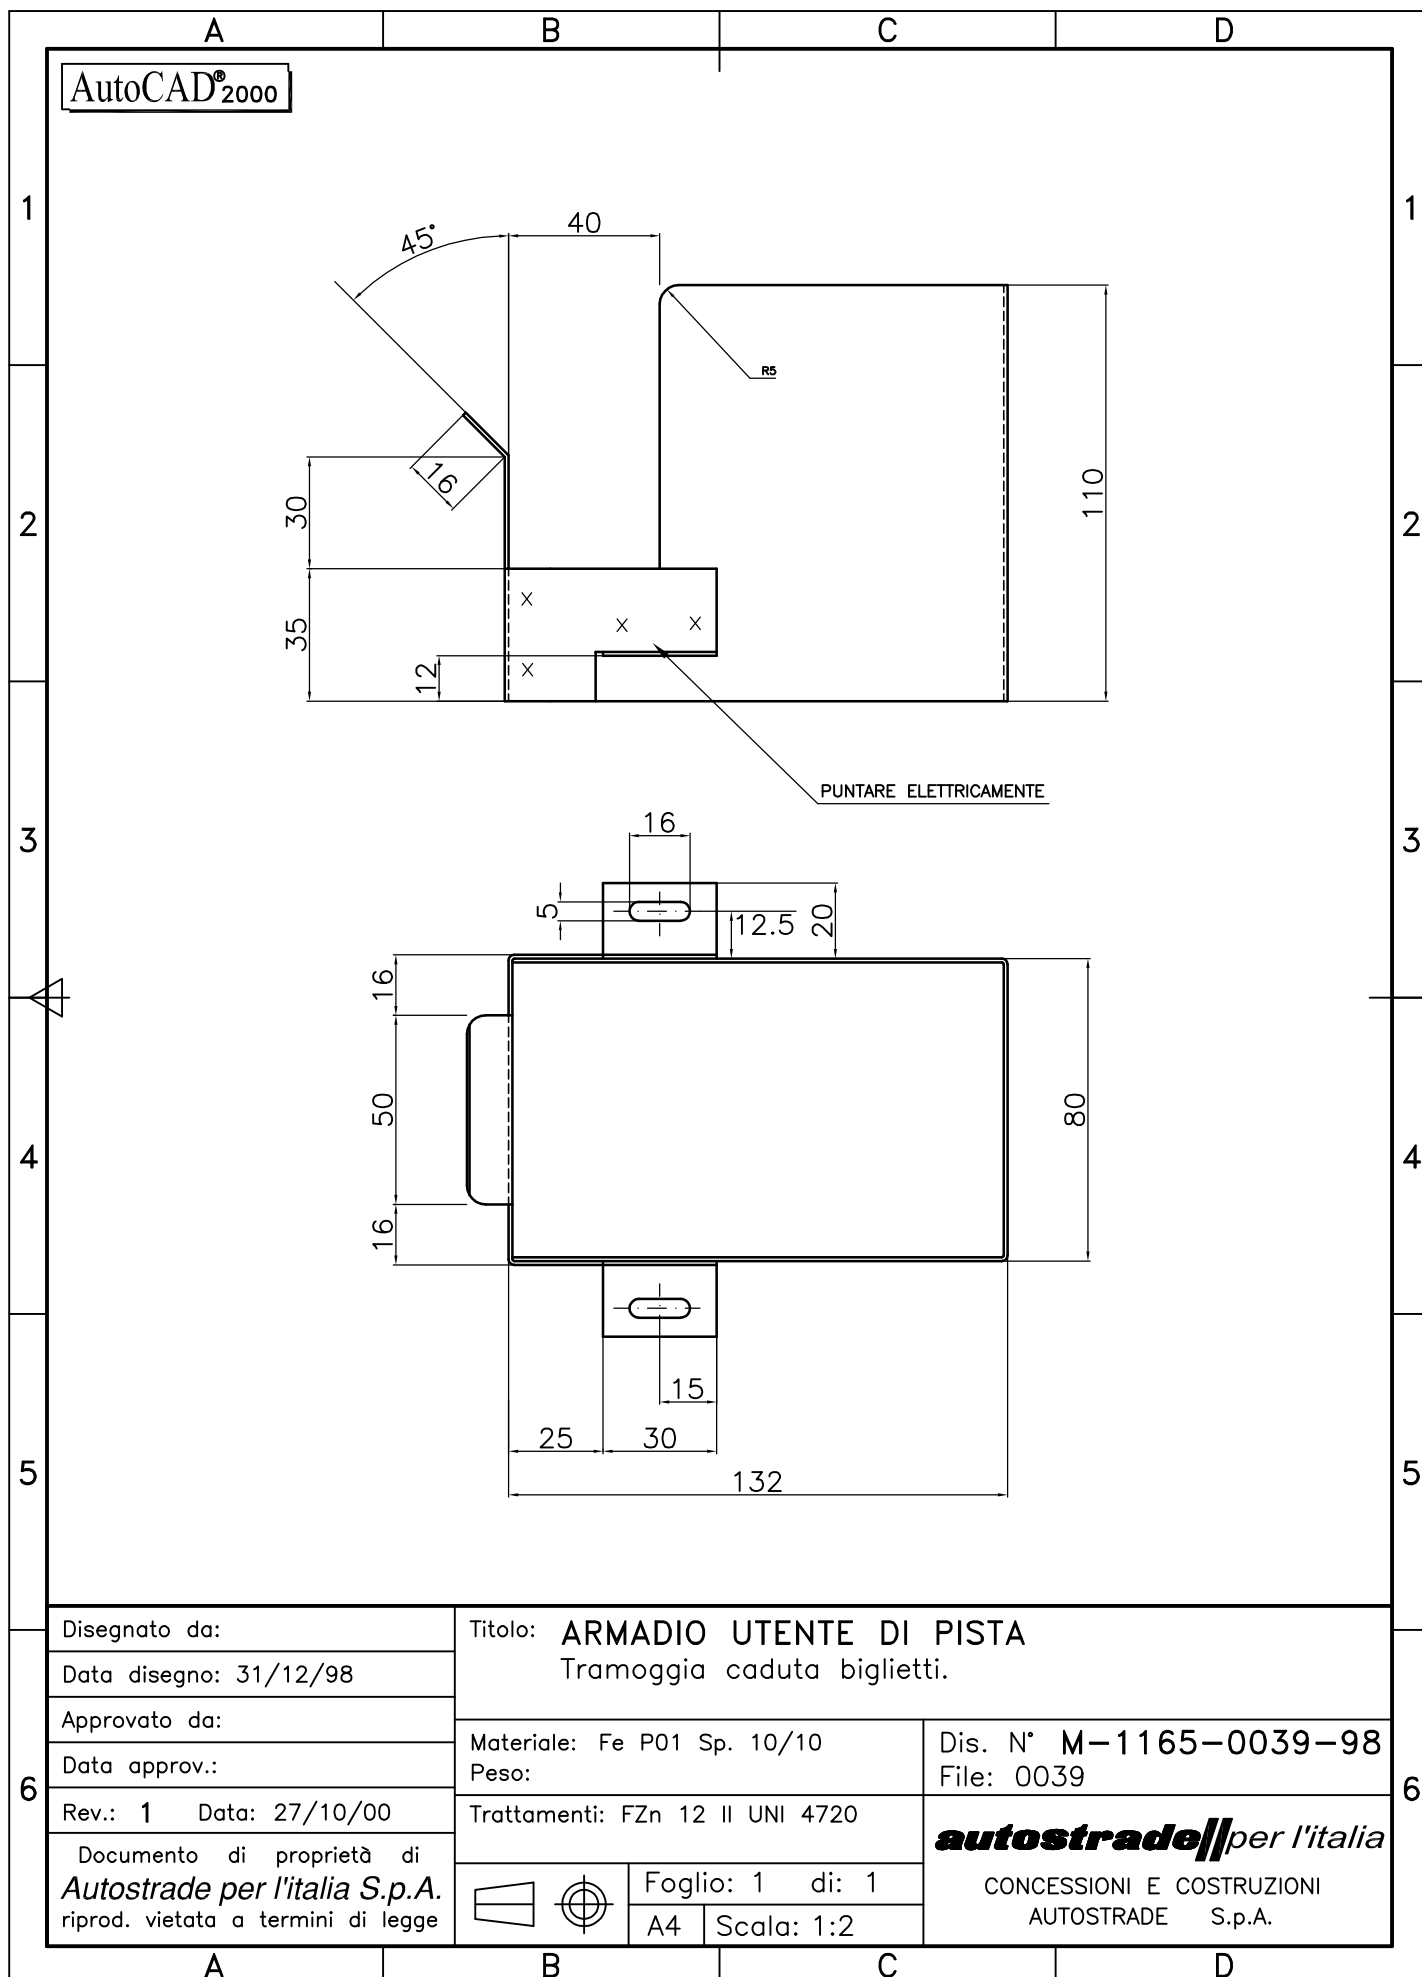 A B C D
AutoCAD®2000
1 1
45° 40
R5
16
30
110
2 2
35
12
PUNTARE ELETTRICAMENTE
16
3 3
5 12.5 20
16
50
80
4 4
16
15
25 30
132
5 5
Disegnato da:
Data disegno: 31/12/98
Approvato da:
Data approv.:
Rev.: 1 Data: 27/10/00
Documento di proprietà di
Autostrade per l'italia S.p.A.
riprod. vietata a termini di legge
Titolo: ARMADIO UTENTE DI PISTA
Tramoggia caduta biglietti.
Materiale: Fe P01 Sp. 10/10
Peso:
Trattamenti: FZn 12 II UNI 4720
Foglio: 1 di: 1
A4 Scala: 1:2
Dis. N° M-1165-0039-98
File: 0039
autostrade//per l'italia
CONCESSIONI E COSTRUZIONI
AUTOSTRADE S.p.A.
6 6
A B C D